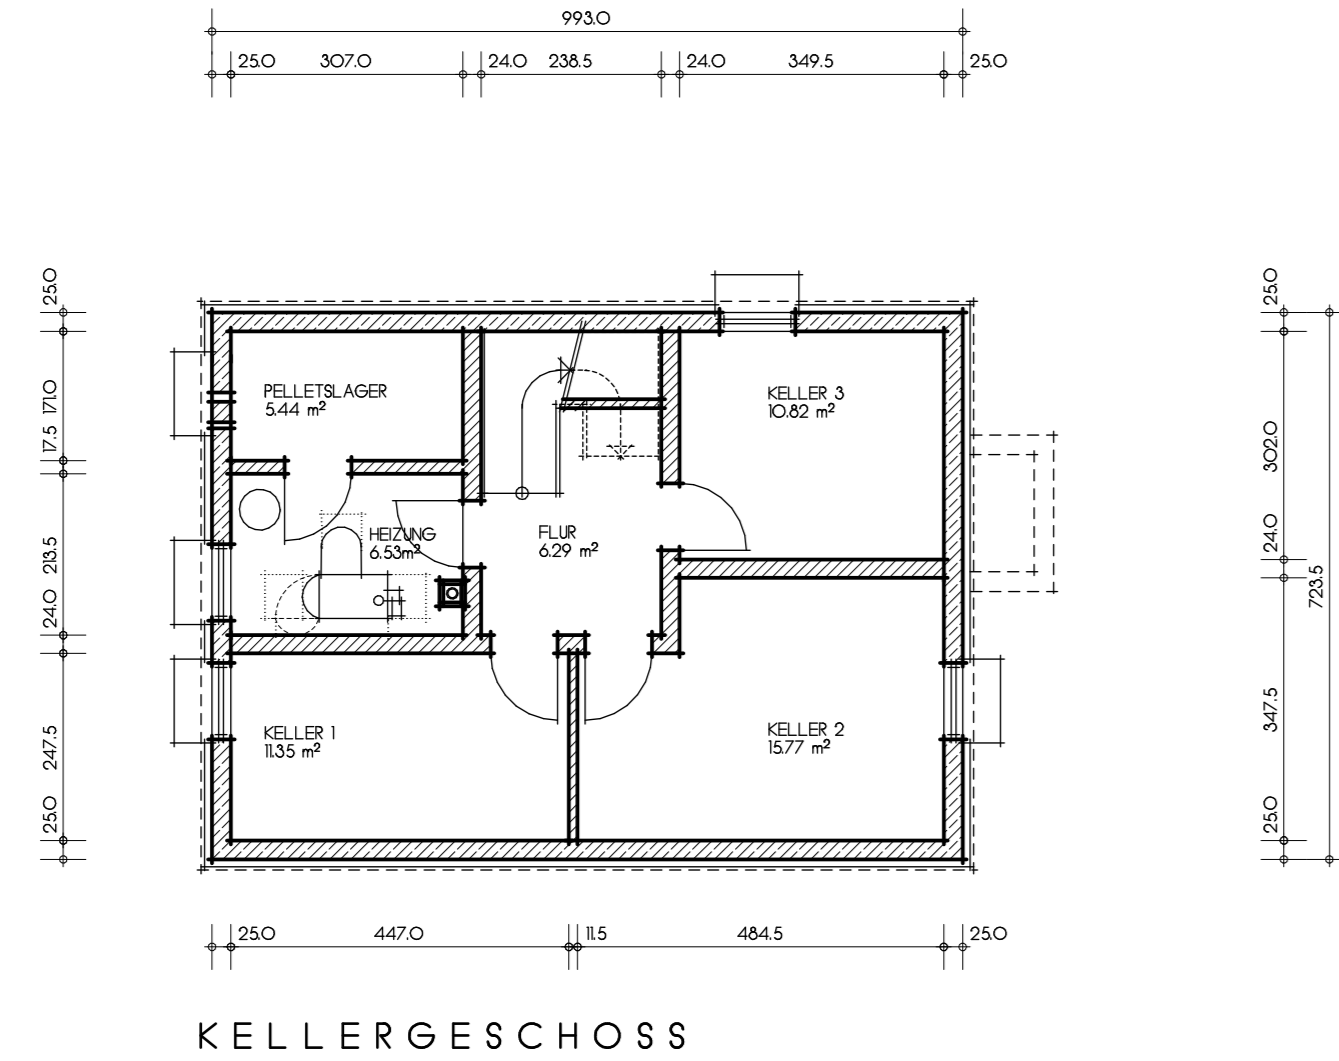 993.0
25.0 307.0 24.0 238.5 24.0 349.5 25.0
25.0
171.0
17.5
213.5
24.0
247.5
25.0
PELLETSLAGER
5.44 m²
KELLER 3
10.82 m²
HEIZUNG
6.53m²
FLUR
6.29 m²
KELLER 1
11.35 m²
KELLER 2
15.77 m²
25.0
302.0
24.0
347.5
25.0
723.5
25.0 447.0 11.5 484.5 25.0
KELLERGESCHOSS